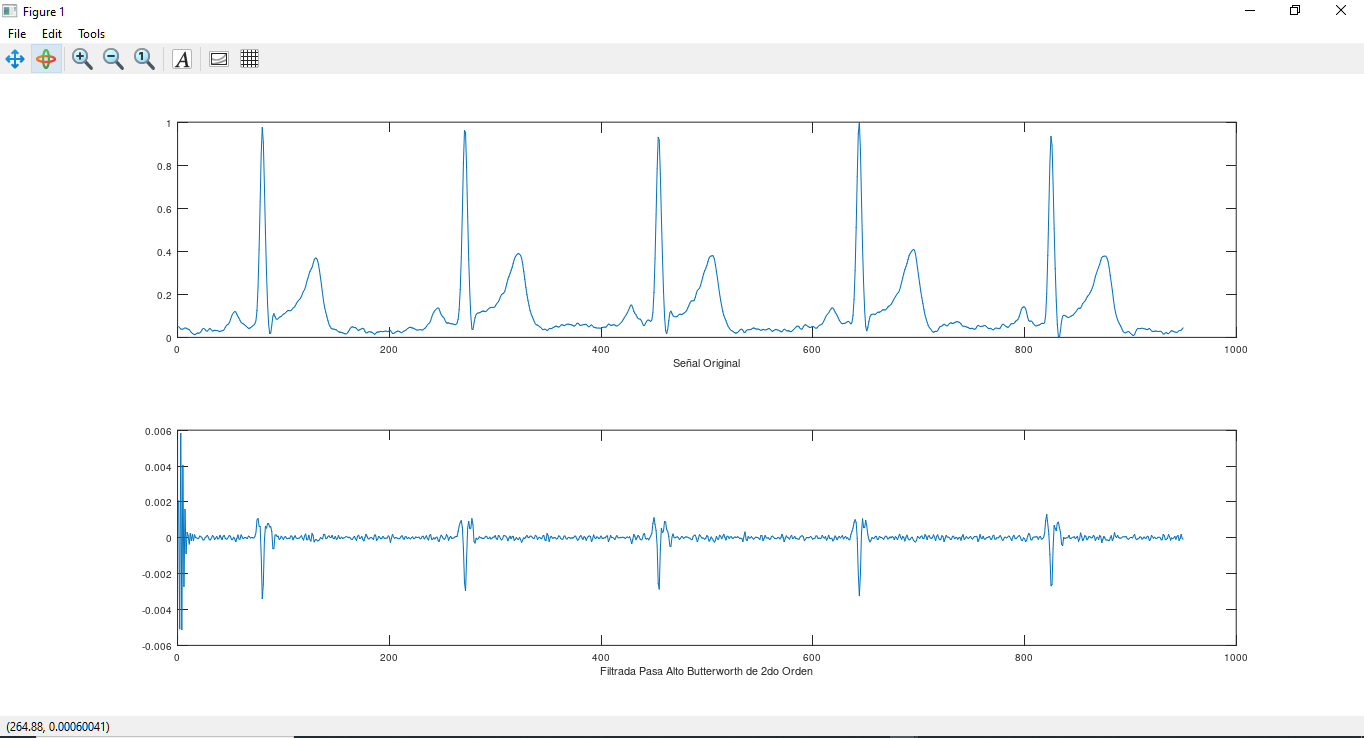 Figure 1
File Edit Tools
1 A
1
0.8
0.6
0.4
0.2
0
0 200 400 600 800 1000
Señal Original
0.006
0.004
0.002
0
-0.002
-0.004
-0.006
0 200 400 600 800 1000
Filtrada Pasa Alto Butterworth de 2do Orden
(264.88, 0.00060041)